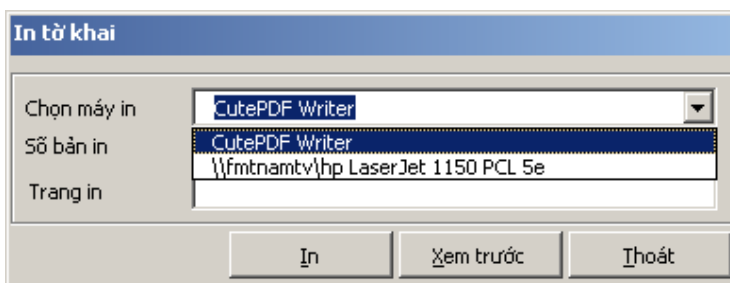 In tờ khai
Chọn máy in CutePDF Writer
Số bản in CutePDF Writer
\\fmtnamtv\hp LaserJet 1150 PCL 5e
Trang in
In Xem trước Thoát